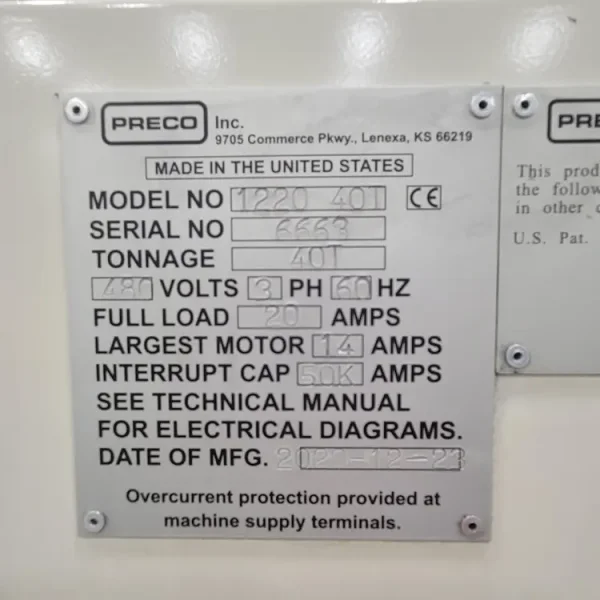 PRECO Inc.
9705 Commerce Pkwy., Lenexa, KS 66219
MADE IN THE UNITED STATES
MODEL NO 1220 40T CE
SERIAL NO 6663
TONNAGE 40T
480 VOLTS 3 PH 60 HZ
FULL LOAD 20 AMPS
LARGEST MOTOR 14 AMPS
INTERRUPT CAP 50K AMPS
SEE TECHNICAL MANUAL
FOR ELECTRICAL DIAGRAMS.
DATE OF MFG.
Overcurrent protection provided at
machine supply terminals.
PRE
This prod
the follow
in other
U.S. Pat.